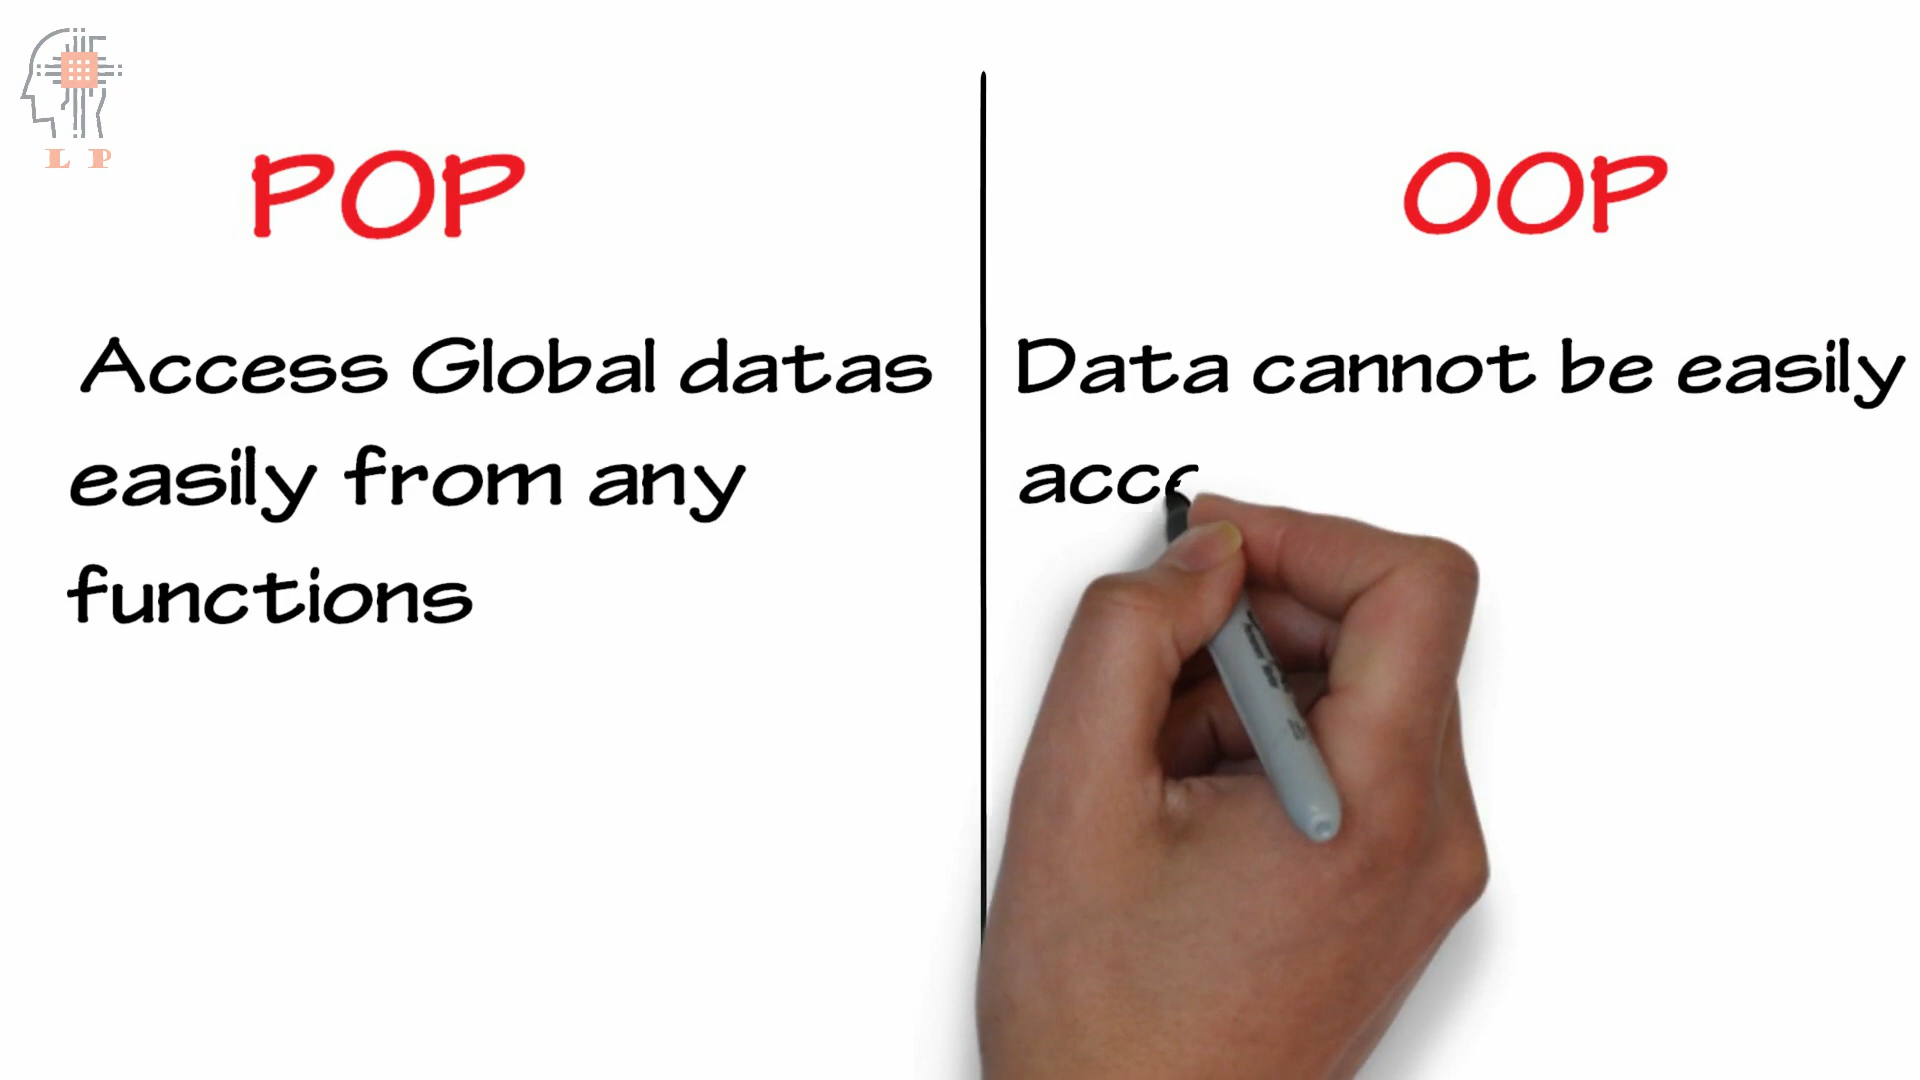 L P
POP
OOP
Access Global datas
easily from any
functions
Data cannot be easily
acc